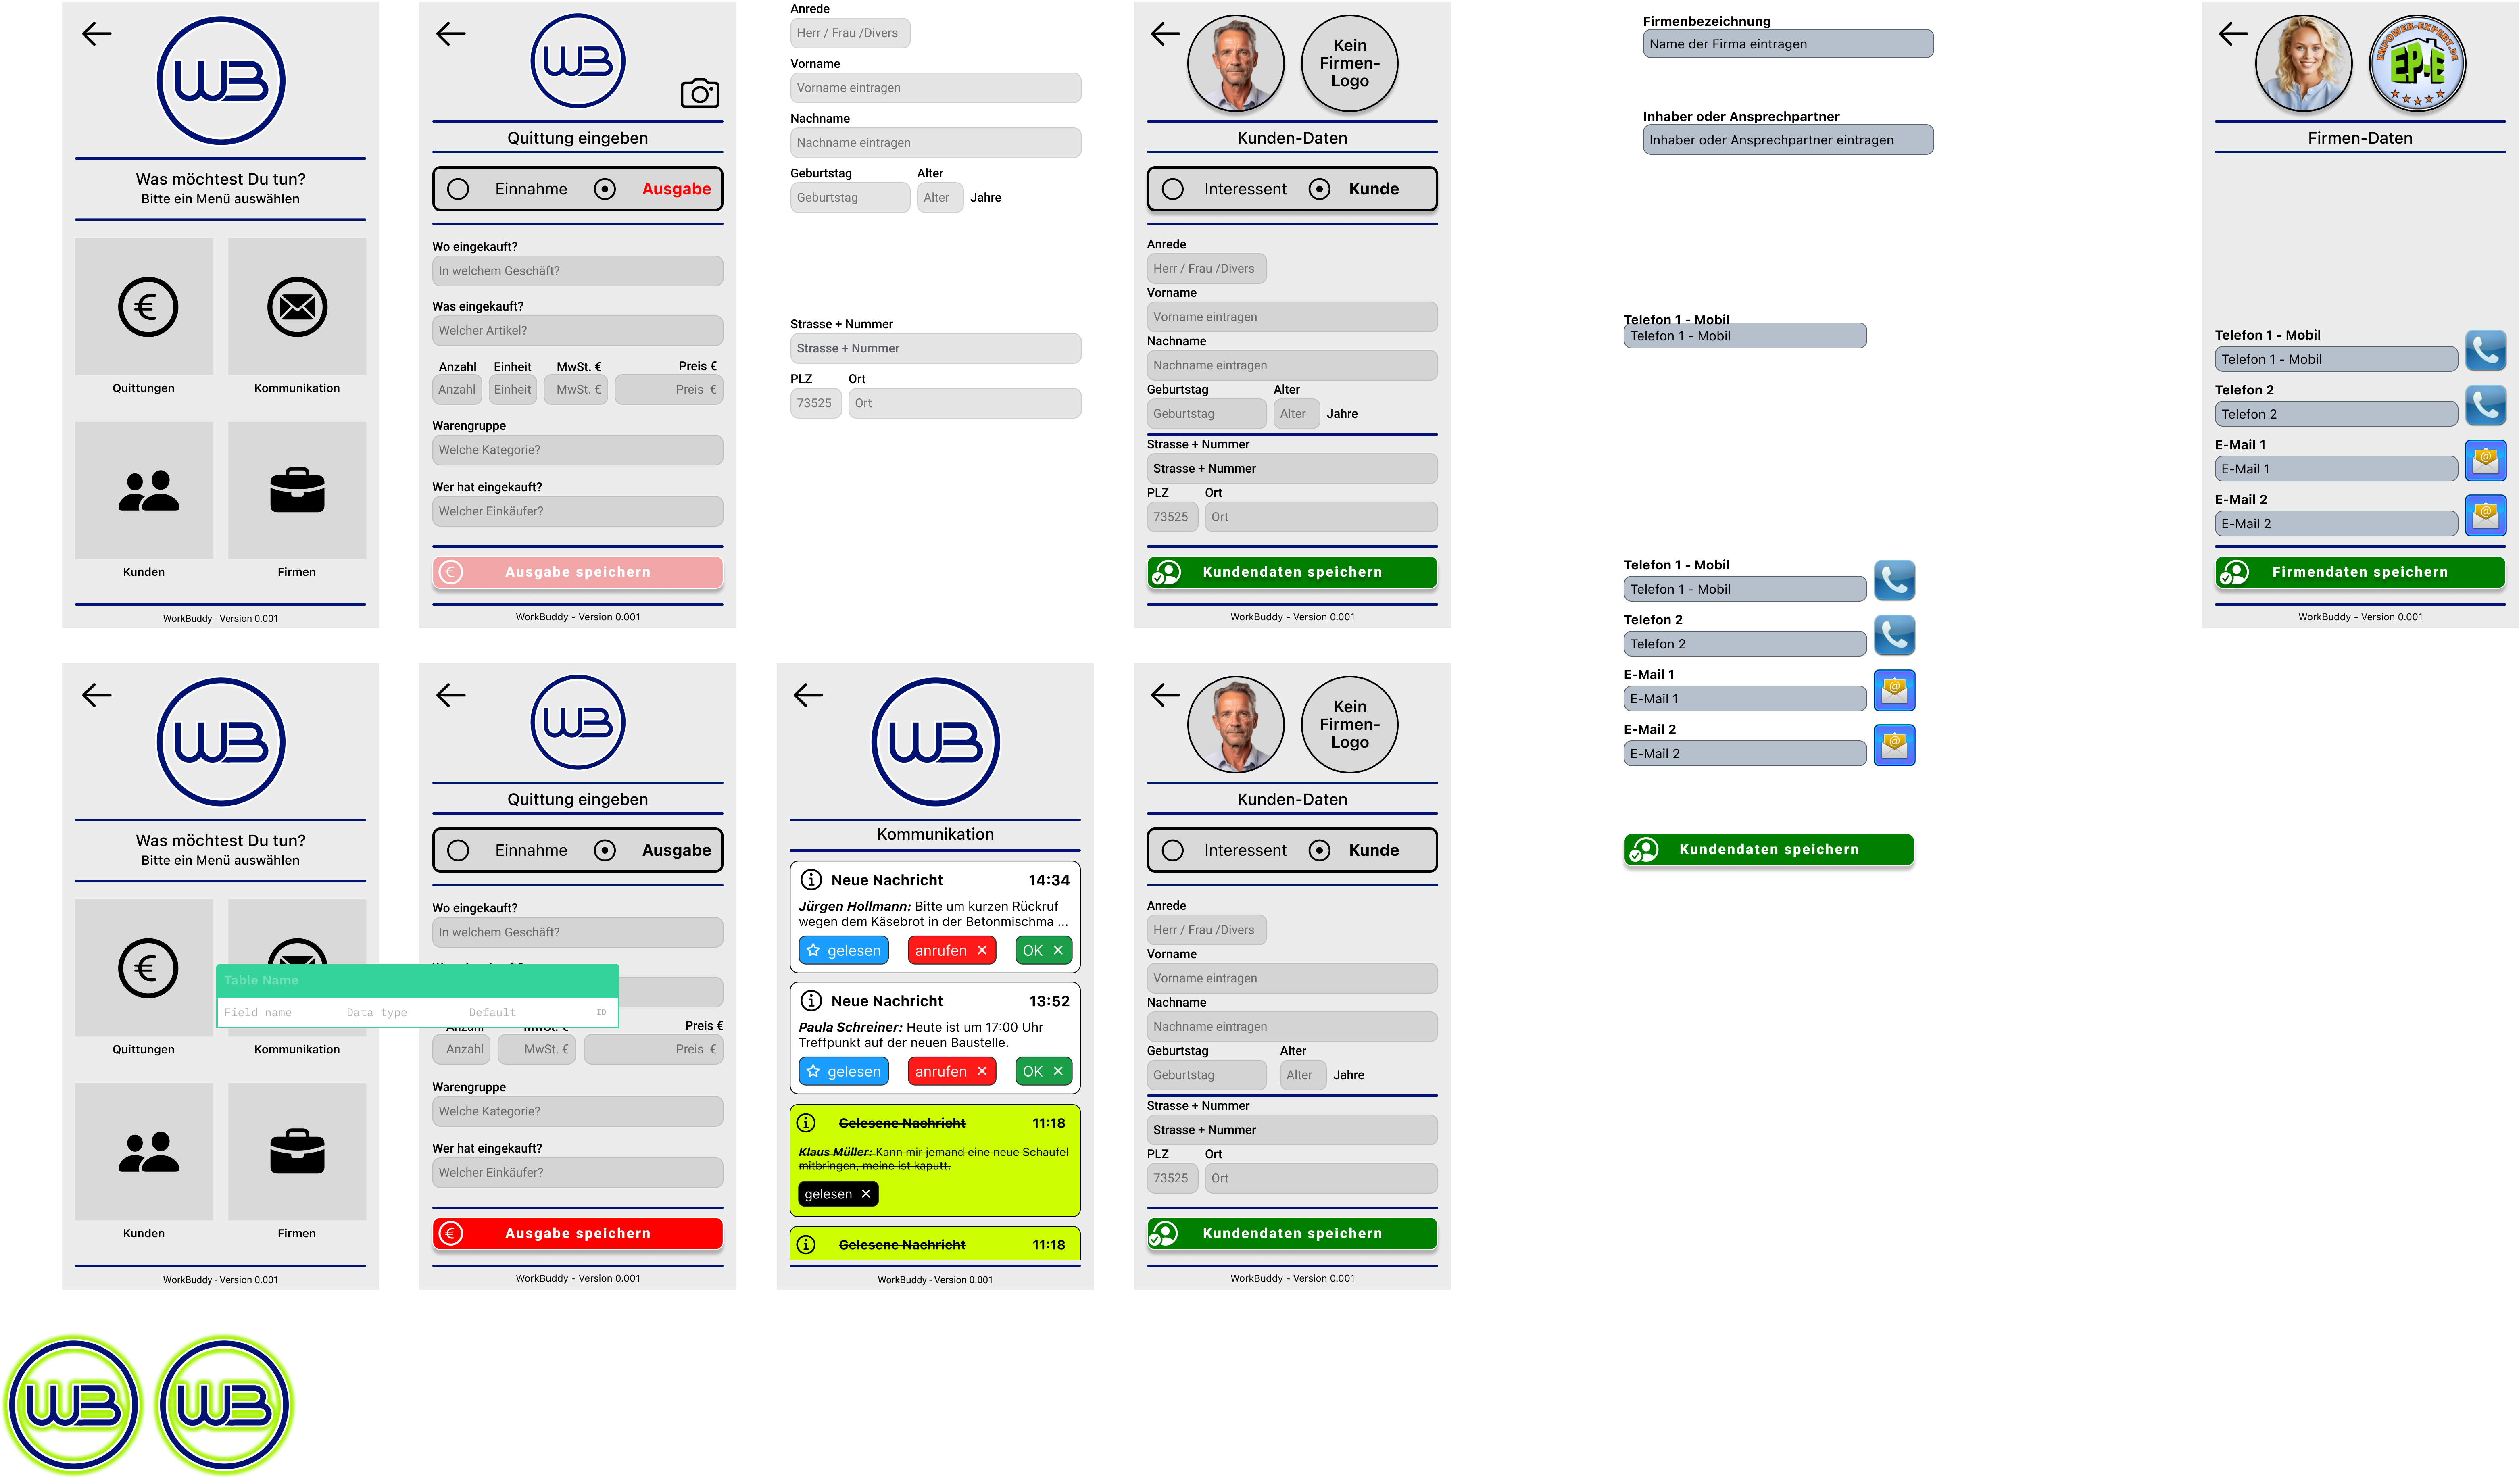 WB
Was möchtest Du tun?
Bitte ein Menü auswählen
Quittungen
Kommunikation
Kunden
Firmen
WorkBuddy - Version 0.001
WB
Quittung eingeben
Einnahme
Ausgabe
Wo eingekauft?
In welchem Geschäft?
Was eingekauft?
Welcher Artikel?
Anzahl Einheit MwSt. € Preis €
Anzahl Einheit MwSt. € Preis €
Warengruppe
Welche Kategorie?
Wer hat eingekauft?
Welcher Einkäufer?
€ Ausgabe speichern
WorkBuddy - Version 0.001
Anrede
Herr / Frau /Divers
Vorname
Vorname eintragen
Nachname
Nachname eintragen
Geburtstag Alter
Geburtstag Alter Jahre
Strasse + Nummer
Strasse + Nummer
PLZ Ort
73525 Ort
Kein
Firmen-
Logo
Kunden-Daten
Interessent
Kunde
Anrede
Herr / Frau /Divers
Vorname
Vorname eintragen
Nachname
Nachname eintragen
Geburtstag Alter
Geburtstag Alter Jahre
Strasse + Nummer
Strasse + Nummer
PLZ Ort
73525 Ort
Kundendaten speichern
WorkBuddy - Version 0.001
Firmenbezeichnung
Name der Firma eintragen
Inhaber oder Ansprechpartner
Inhaber oder Ansprechpartner eintragen
Telefon 1 - Mobil
Telefon 1 - Mobil
Telefon 1 - Mobil
Telefon 1 - Mobil
Telefon 2
Telefon 2
E-Mail 1
E-Mail 1
E-Mail 2
E-Mail 2
Kundendaten speichern
EMPOWER-EXPERT.DE
EP-E
Firmen-Daten
Telefon 1 - Mobil
Telefon 1 - Mobil
Telefon 2
Telefon 2
E-Mail 1
E-Mail 1
E-Mail 2
E-Mail 2
Firmendaten speichern
WorkBuddy - Version 0.001
WB
Was möchtest Du tun?
Bitte ein Menü auswählen
Table Name
Field name Data type Default ID
Quittungen
Kommunikation
Kunden
Firmen
WorkBuddy - Version 0.001
WB
Quittung eingeben
Einnahme
Ausgabe
Wo eingekauft?
In welchem Geschäft?
Anzahl MwSt. € Preis €
Anzahl MwSt. € Preis €
Warengruppe
Welche Kategorie?
Wer hat eingekauft?
Welcher Einkäufer?
€ Ausgabe speichern
WorkBuddy - Version 0.001
WB
Kommunikation
Neue Nachricht 14:34
Jürgen Hollmann: Bitte um kurzen Rückruf
wegen dem Käsebrot in der Betonmischma ...
gelesen anrufen OK
Neue Nachricht 13:52
Paula Schreiner: Heute ist um 17:00 Uhr
Treffpunkt auf der neuen Baustelle.
gelesen anrufen OK
Gelesene Nachricht 11:18
Klaus Müller: Kann mir jemand eine neue Schaufel
mitbringen, meine ist kaputt.
gelesen
Gelesene Nachricht 11:18
WorkBuddy - Version 0.001
Kein
Firmen-
Logo
Kunden-Daten
Interessent
Kunde
Anrede
Herr / Frau /Divers
Vorname
Vorname eintragen
Nachname
Nachname eintragen
Geburtstag Alter
Geburtstag Alter Jahre
Strasse + Nummer
Strasse + Nummer
PLZ Ort
73525 Ort
Kundendaten speichern
WorkBuddy - Version 0.001
WB
WB